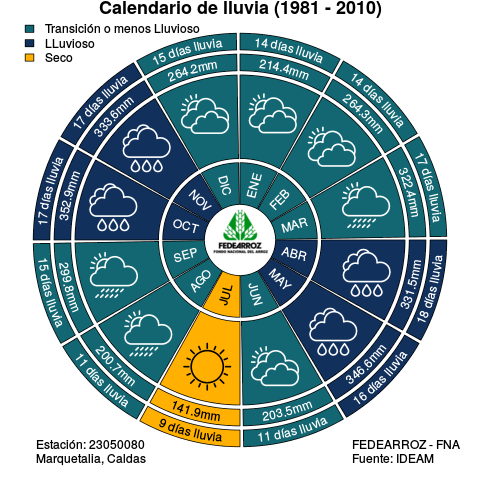 Calendario de lluvia (1981 - 2010)
Transición o menos Lluvioso
LLuvioso
Seco
14 días lluvia
214.4mm
ENE
14 días lluvia
264.3mm
FEB
17 días lluvia
322.4mm
MAR
18 días lluvia
331.5mm
ABR
16 días lluvia
346.6mm
MAY
11 días lluvia
203.5mm
JUN
9 días lluvia
141.9mm
JUL
11 días lluvia
200.7mm
AGO
15 días lluvia
299.8mm
SEP
17 días lluvia
352.9mm
OCT
17 días lluvia
333.6mm
NOV
15 días lluvia
264.2mm
DIC
FEDEARROZ
FONDO NACIONAL DEL ARROZ
Estación: 23050080
Marquetalia, Caldas
FEDEARROZ - FNA
Fuente: IDEAM